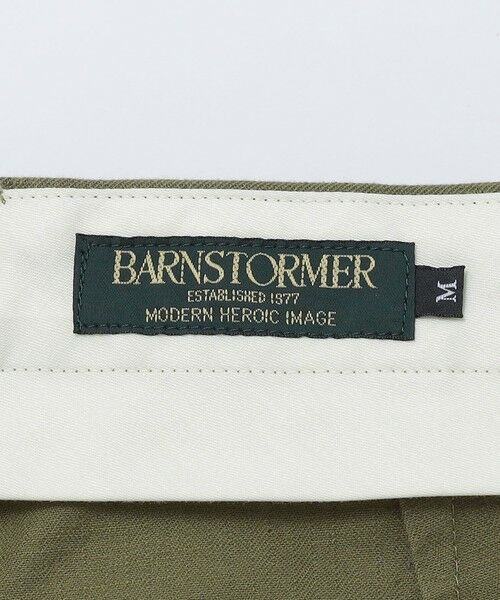 BARNSTORMER
ESTABLISHED 1977
MODERN HEROIC IMAGE
M